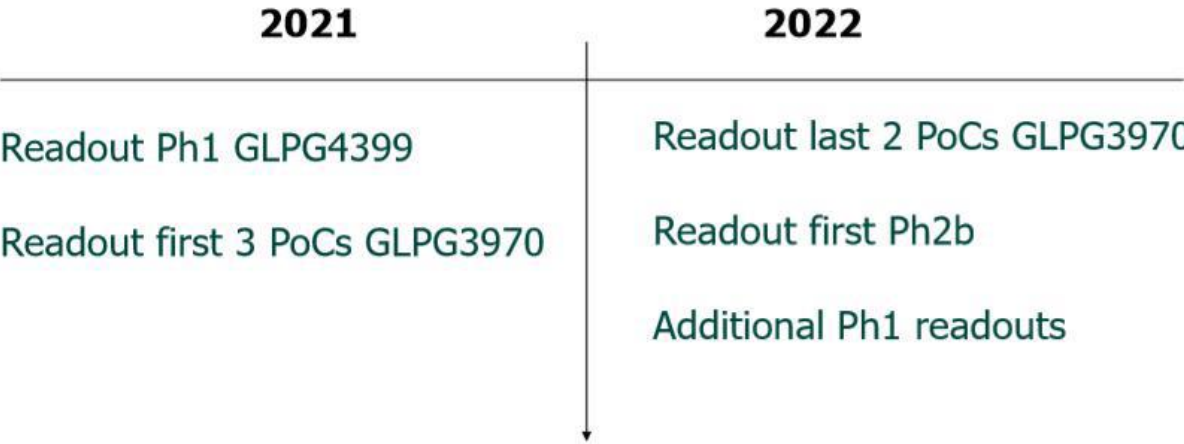 2021
2022
Readout Ph1 GLPG4399
Readout first 3 PoCs GLPG3970
Readout last 2 PoCs GLPG3970
Readout first Ph2b
Additional Ph1 readouts